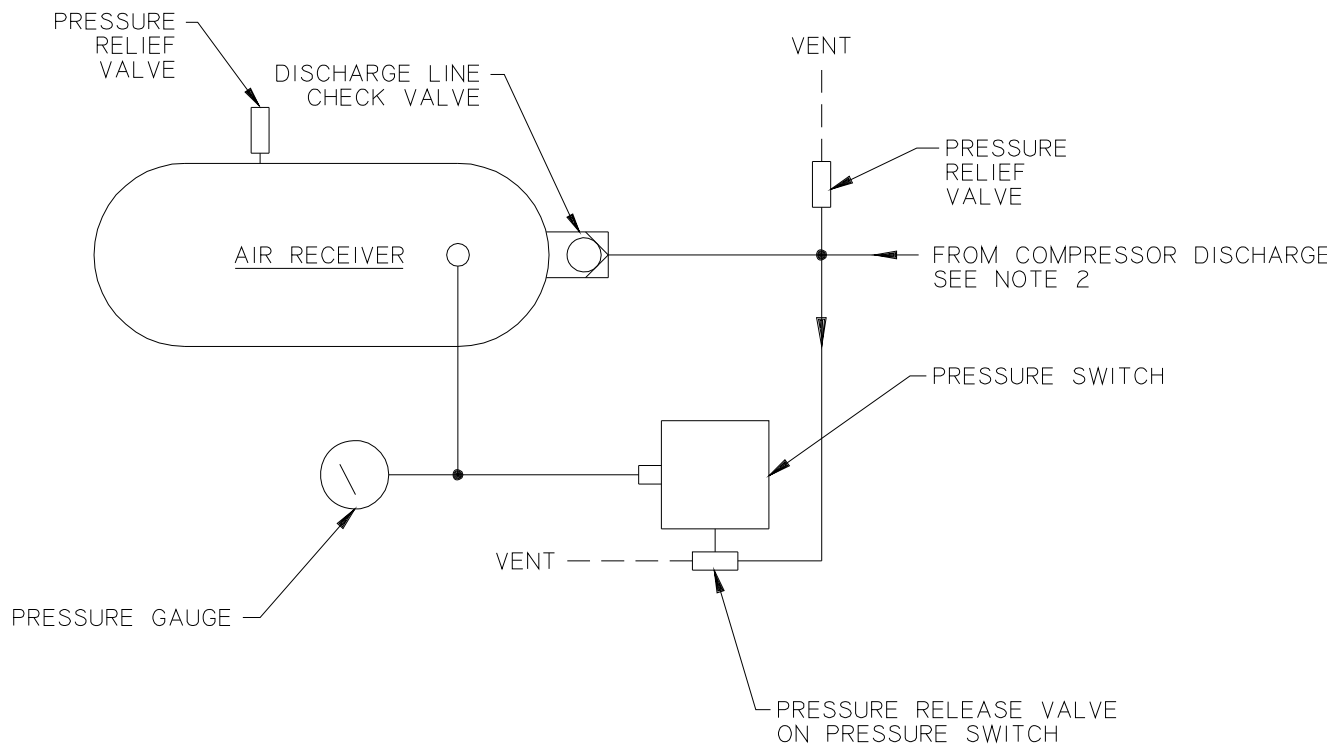 PRESSURE
RELIEF
VALVE
DISCHARGE LINE
CHECK VALVE
VENT
PRESSURE
RELIEF
VALVE
AIR RECEIVER
FROM COMPRESSOR DISCHARGE
SEE NOTE 2
PRESSURE SWITCH
VENT
PRESSURE GAUGE
PRESSURE RELEASE VALVE
ON PRESSURE SWITCH